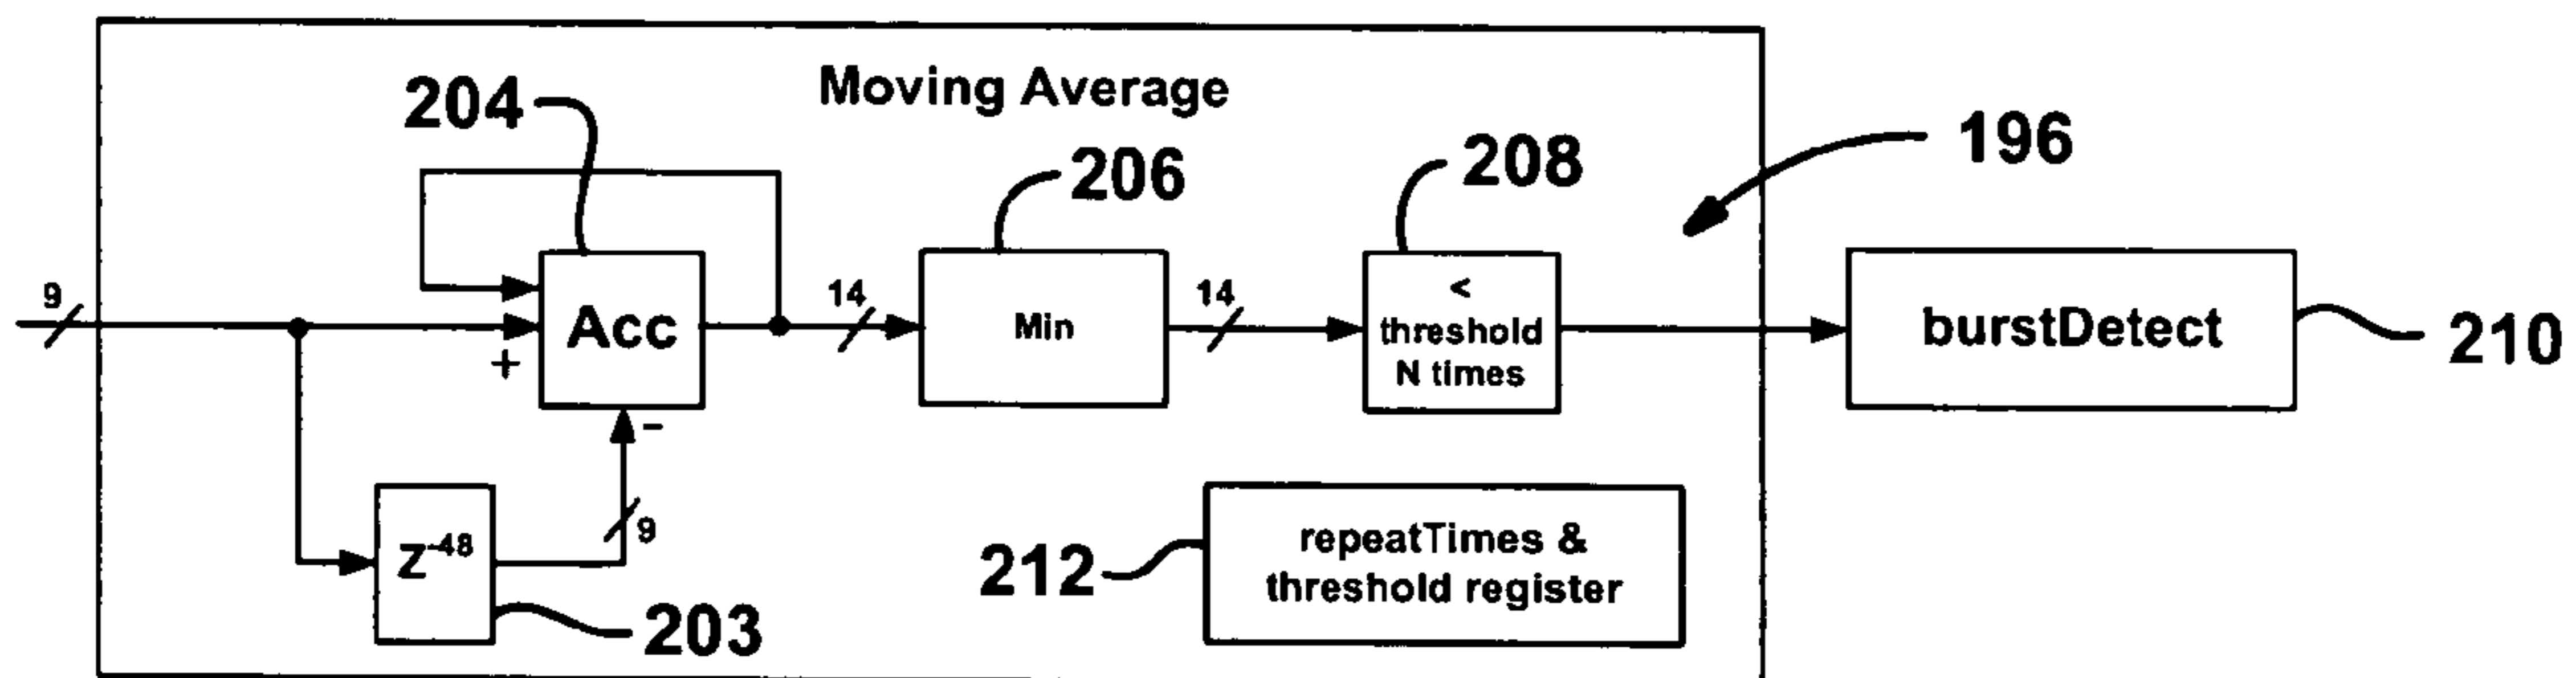 Moving Average
204
206
208
196
9
+
Acc
-
14
Min
14
<
threshold
N times
burstDetect
210
Z-48
9
203
212
repeatTimes &
threshold register